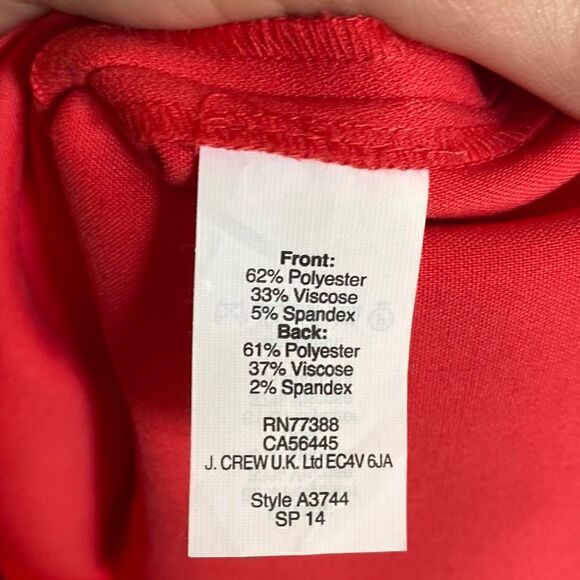 Front:
62% Polyester
33% Viscose
5% Spandex
Back:
61% Polyester
37% Viscose
2% Spandex
RN77388
CA56445
J. CREW U.K. Ltd EC4V 6JA
Style A3744
SP 14